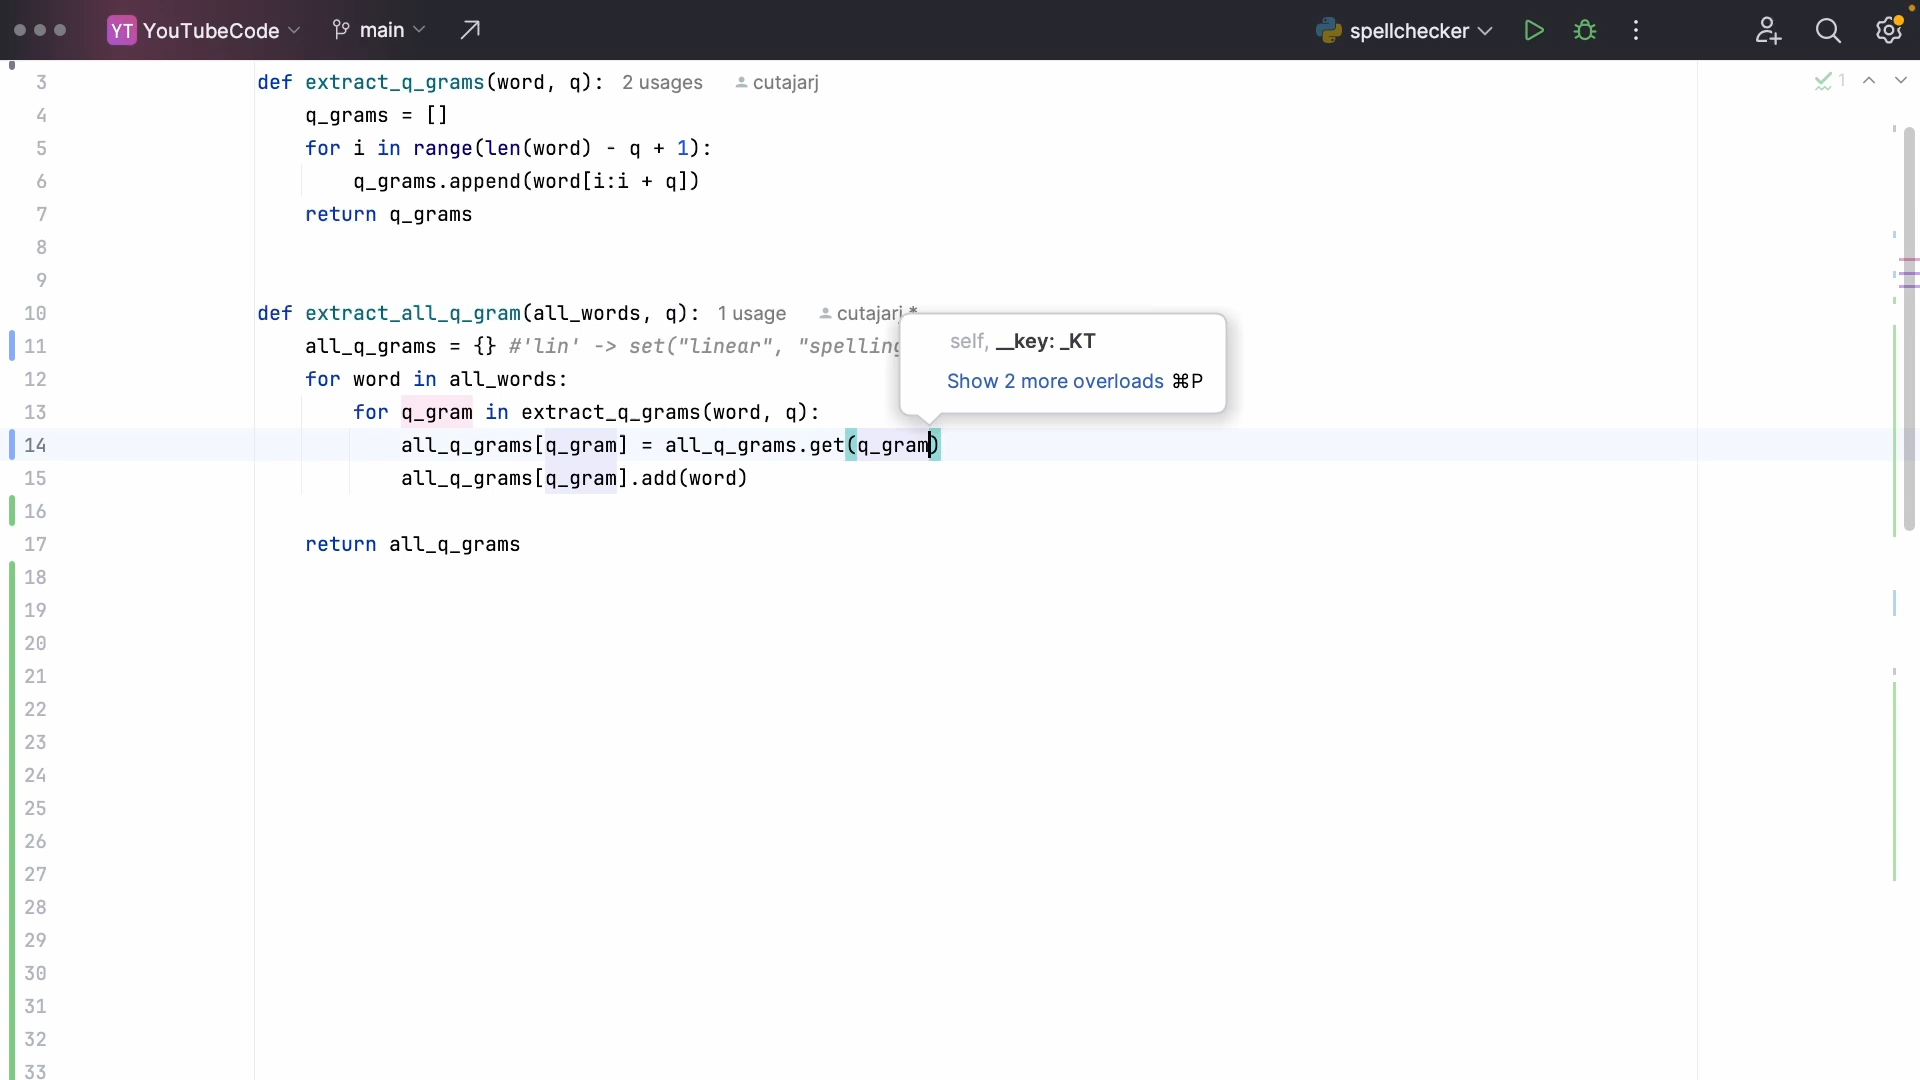 YT YouTubeCode main spellchecker
3 def extract_q_grams(word, q): 2 usages cutajarj 1
4 q_grams = []
5 for i in range(len(word) - q + 1):
6 q_grams.append(word[i:i + q])
7 return q_grams
8
9
10 def extract_all_q_gram(all_words, q): 1 usage cutajarj *
self, __key: _KT
11 all_q_grams = {} #'lin' -> set("linear", "spelling
Show 2 more overloads ⌘P
12 for word in all_words:
13 for q_gram in extract_q_grams(word, q):
14 all_q_grams[q_gram] = all_q_grams.get(q_gram)
15 all_q_grams[q_gram].add(word)
16
17 return all_q_grams
18
19
20
21
22
23
24
25
26
27
28
29
30
31
32
33